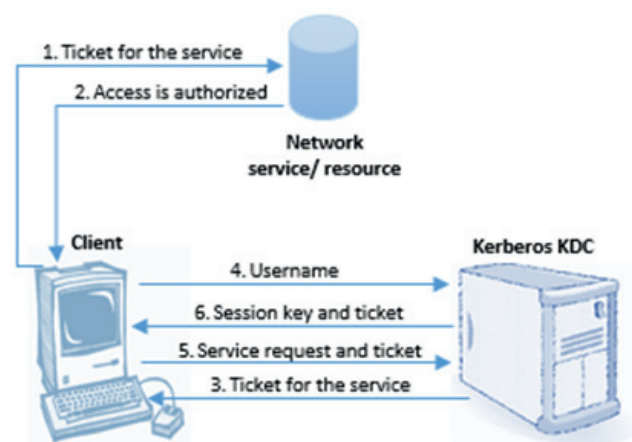 1. Ticket for the service
2. Access is authorized
Network
service/ resource
Client
Kerberos KDC
4. Username
6. Session key and ticket
5. Service request and ticket
3. Ticket for the service